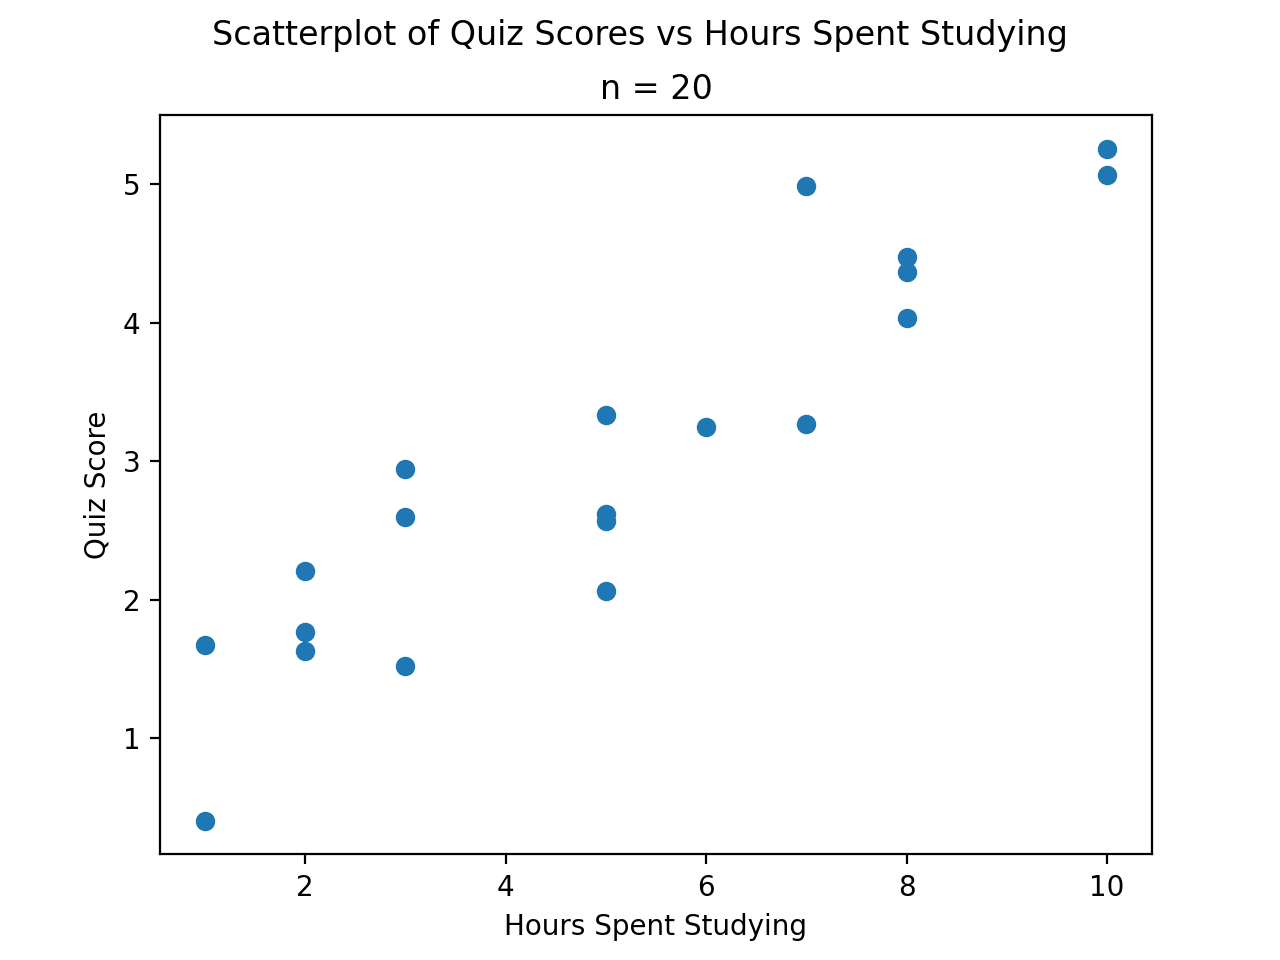 Scatterplot of Quiz Scores vs Hours Spent Studying
n = 20
5
4
3
2
1
Quiz Score
2 4 6 8 10
Hours Spent Studying